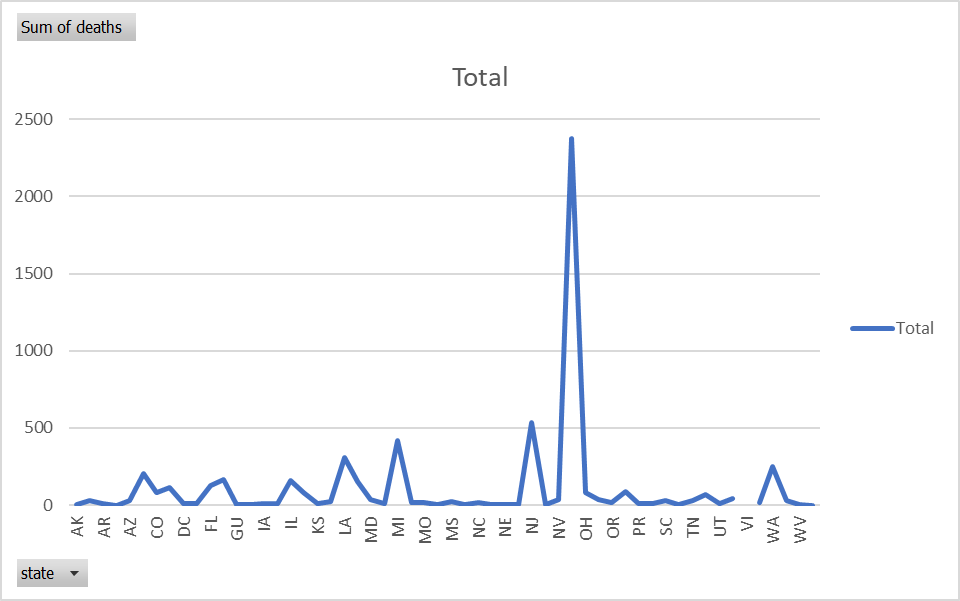 Sum of deaths
Total
2500
2000
1500
1000
500
0
AK AR AZ CO DC FL GU IA IL KS LA MD MI MO MS NC NE NJ NV OH OR PR SC TN UT VI WA WV
Total
state